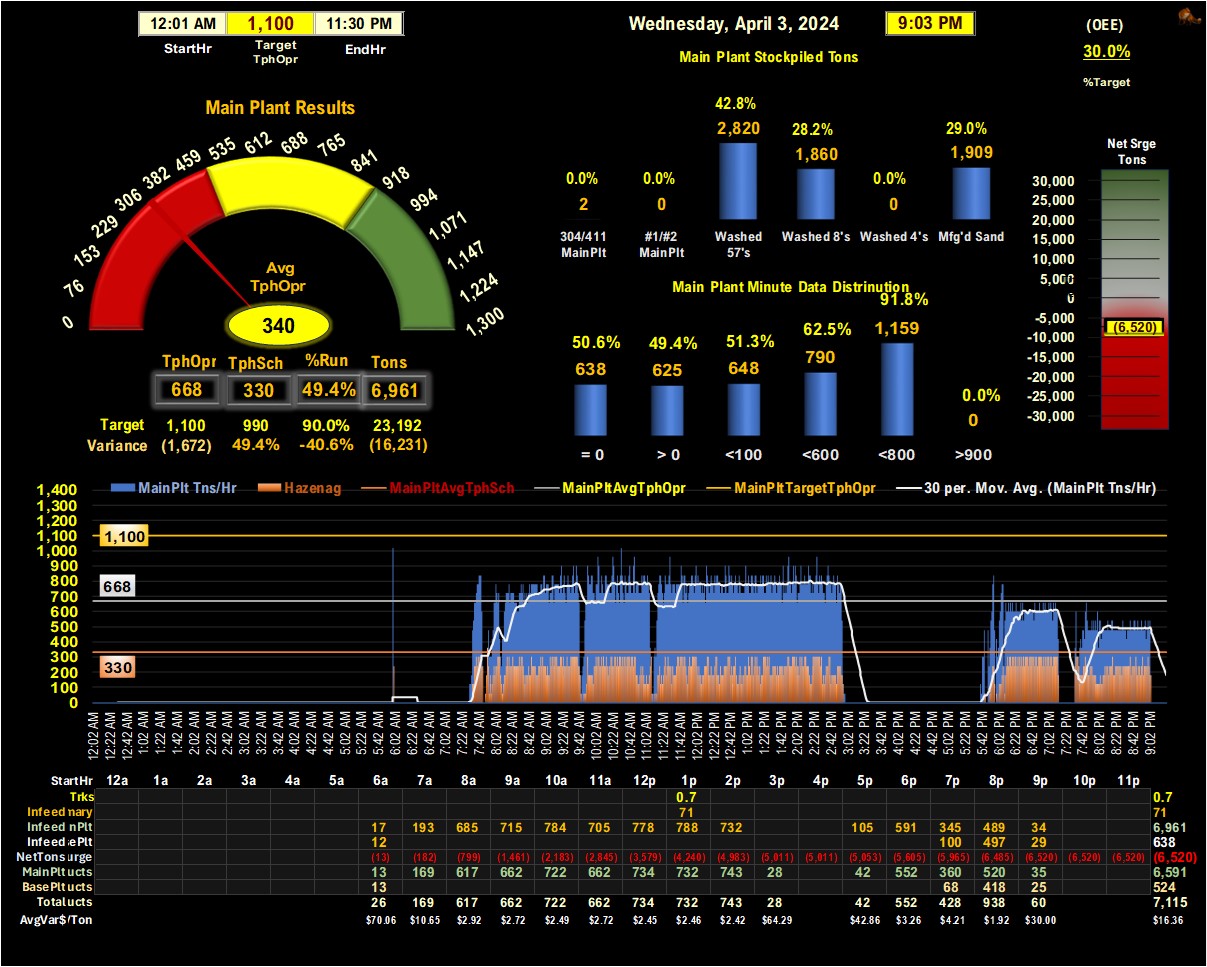 12:01 AM 1,100 11:30 PM
StartHr Target TphOpr EndHr
Wednesday, April 3, 2024 9:03 PM
(OEE)
30.0%
%Target
Main Plant Stockpiled Tons
42.8%
2,820
28.2%
1,860
29.0%
1,909
0.0% 0.0% 0.0%
2 0 0
304/411 MainPlt #1/#2 MainPlt Washed 57's Washed 8's Washed 4's Mfg'd Sand
Net Srge
Tons
30,000
25,000
20,000
15,000
10,000
5,000
0
-5,000
(6,520)
-10,000
-15,000
-20,000
-25,000
-30,000
Main Plant Results
0 76 153 229 306 382 459 535 612 688 765 841 918 994 1,071 1,147 1,224 1,300
Avg
TphOpr
340
TphOpr TphSch %Run Tons
668 330 49.4% 6,961
Target 1,100 990 90.0% 23,192
Variance (1,672) 49.4% -40.6% (16,231)
Main Plant Minute Data Distrinution
50.6% 49.4% 51.3% 62.5% 91.8% 0.0%
638 625 648 790 1,159 0
= 0 > 0 <100 <600 <800 >900
MainPlt Tns/Hr Hazenag MainPltAvgTphSch MainPltAvgTphOpr MainPltTargetTphOpr 30 per. Mov. Avg. (MainPlt Tns/Hr)
1,400
1,300
1,200
1,100
1,000
900
800
700
600
500
400
300
200
100
0
1,100
668
330
12:02 AM 12:22 AM 12:42 AM 1:02 AM 1:22 AM 1:42 AM 2:02 AM 2:22 AM 2:42 AM 3:02 AM 3:22 AM 3:42 AM 4:02 AM 4:22 AM 4:42 AM 5:02 AM 5:22 AM 5:42 AM 6:02 AM 6:22 AM 6:42 AM 7:02 AM 7:22 AM 7:42 AM 8:02 AM 8:22 AM 8:42 AM 9:02 AM 9:22 AM 9:42 AM 10:02 AM 10:22 AM 10:42 AM 11:02 AM 11:22 AM 11:42 AM 12:02 PM 12:22 PM 12:42 PM 1:02 PM 1:22 PM 1:42 PM 2:02 PM 2:22 PM 2:42 PM 3:02 PM 3:22 PM 3:42 PM 4:02 PM 4:22 PM 4:42 PM 5:02 PM 5:22 PM 5:42 PM 6:02 PM 6:22 PM 6:42 PM 7:02 PM 7:22 PM 7:42 PM 8:02 PM 8:22 PM 8:42 PM 9:02 PM
StartHr 12a 1a 2a 3a 4a 5a 6a 7a 8a 9a 10a 11a 12p 1p 2p 3p 4p 5p 6p 7p 8p 9p 10p 11p
Trks 0.7 0.7
Infeed mary 71 71
Infeed nPlt 17 193 685 715 784 705 778 788 732 105 591 345 489 34 6,961
Infeed ePlt 12 100 497 29 638
NetTons urge (13) (182) (799) (1,461) (2,183) (2,845) (3,579) (4,240) (4,983) (5,011) (5,011) (5,053) (5,605) (5,965) (6,485) (6,520) (6,520) (6,520) (6,520)
MainPlt ucts 13 169 617 662 722 662 734 732 743 28 42 552 360 520 35 6,591
BasePlt ucts 13 68 418 25 524
Total ucts 26 169 617 662 722 662 734 732 743 28 42 552 428 938 60 7,115
AvgVar$/Ton $70.06 $10.65 $2.92 $2.72 $2.49 $2.72 $2.45 $2.46 $2.42 $64.29 $42.86 $3.26 $4.21 $1.92 $30.00 $16.36